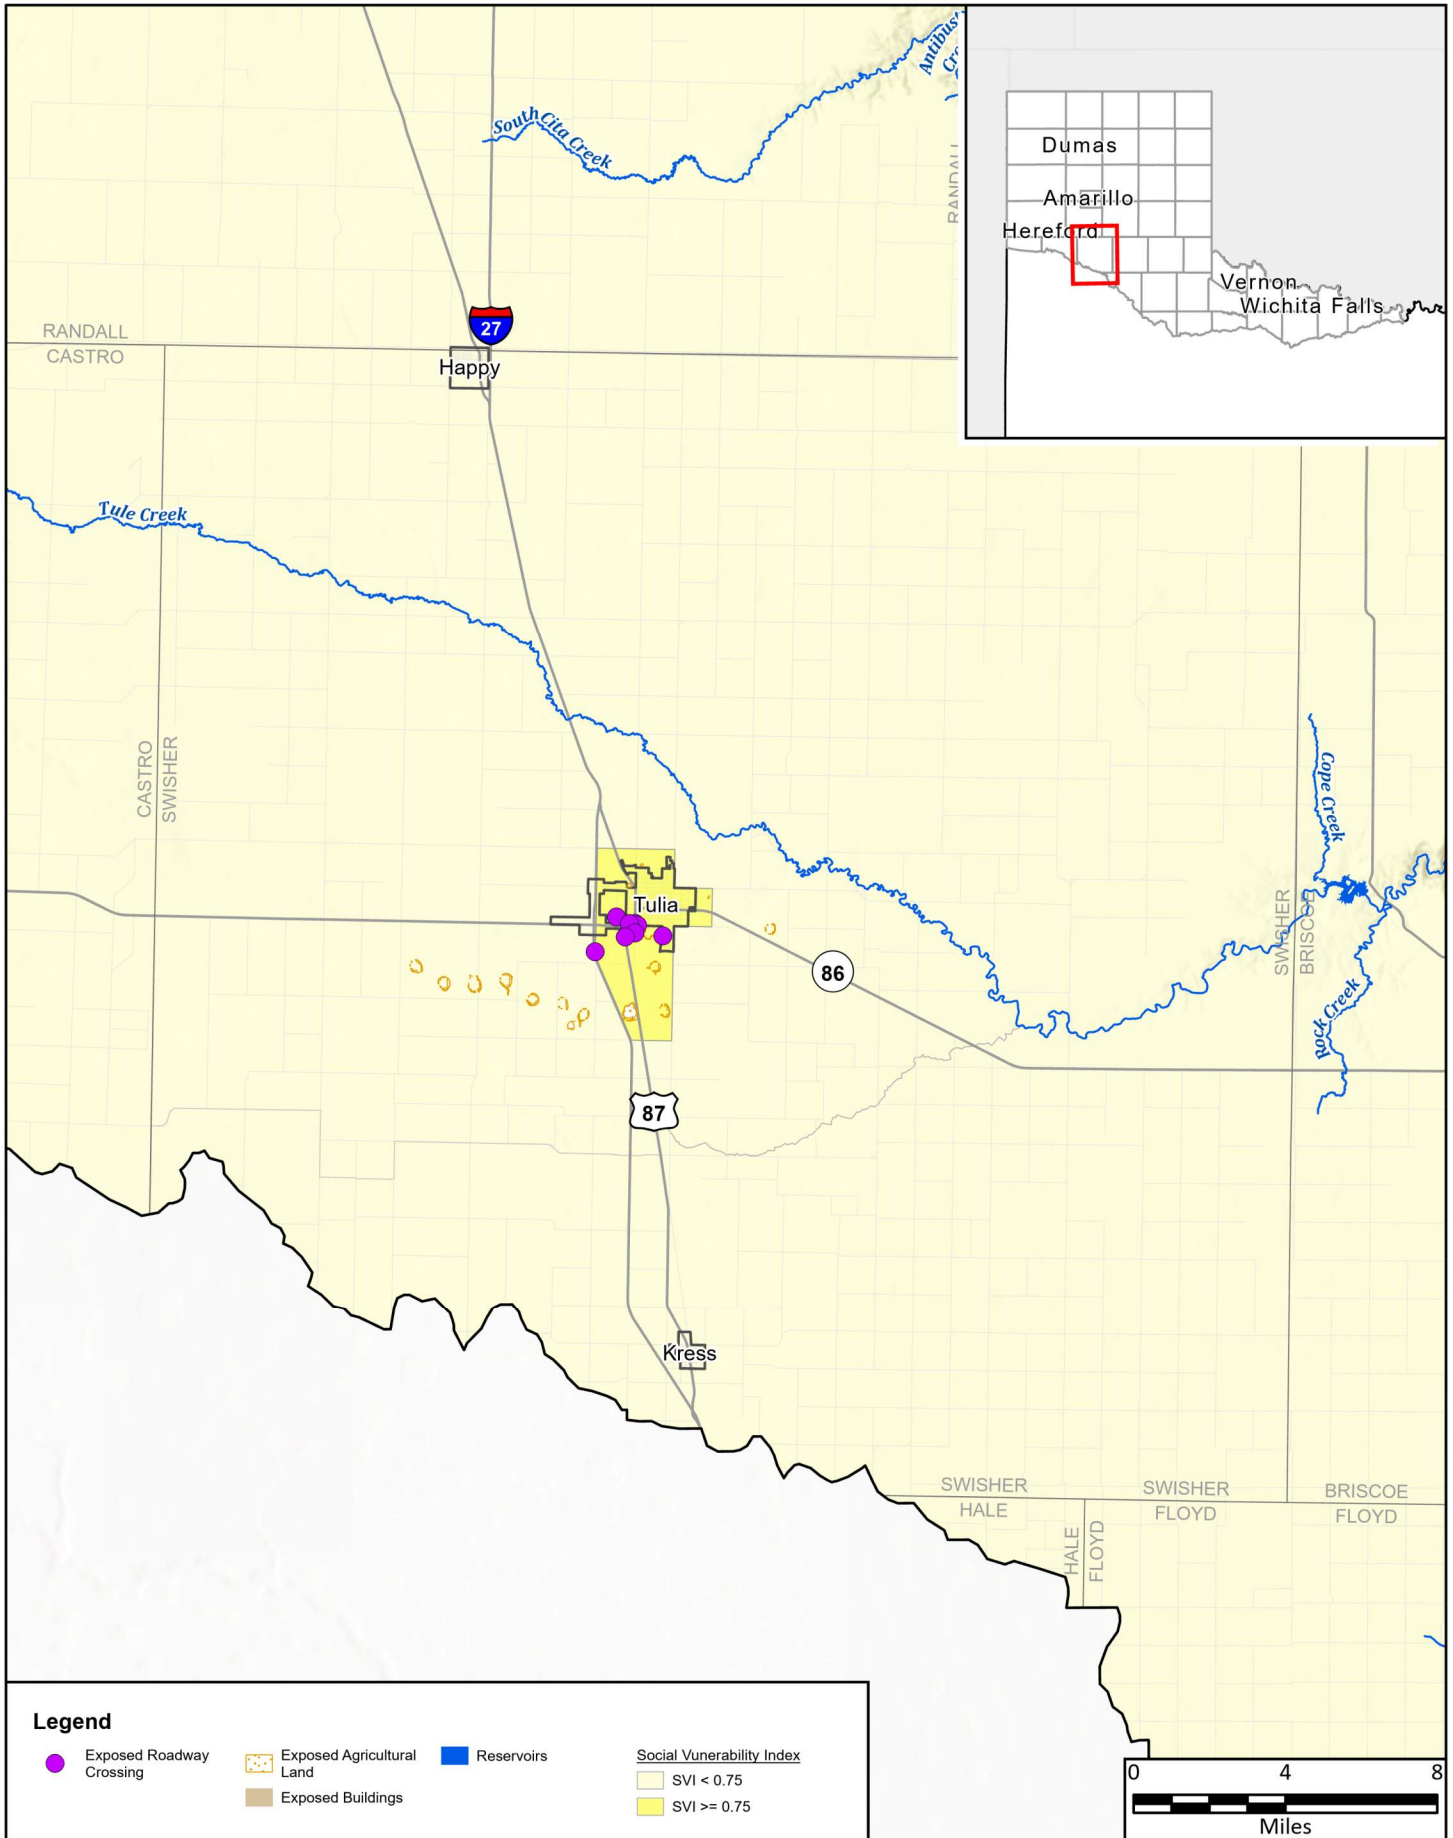 Antibust
Cre
South Cita Creek
RANDALL
Dumas
Amarillo
Hereford
Vernon
Wichita Falls
27
RANDALL
CASTRO
Happy
Tule Creek
CASTRO
SWISHER
Cope Creek
Tulia
86
SWISHER
BRISCOE
Rock Creek
87
Kress
SWISHER
HALE
SWISHER
FLOYD
BRISCOE
FLOYD
HALE
FLOYD
Legend
Exposed Roadway
Crossing
Exposed Agricultural
Land
Exposed Buildings
Reservoirs
Social Vunerability Index
SVI < 0.75
SVI >= 0.75
0 4 8
Miles